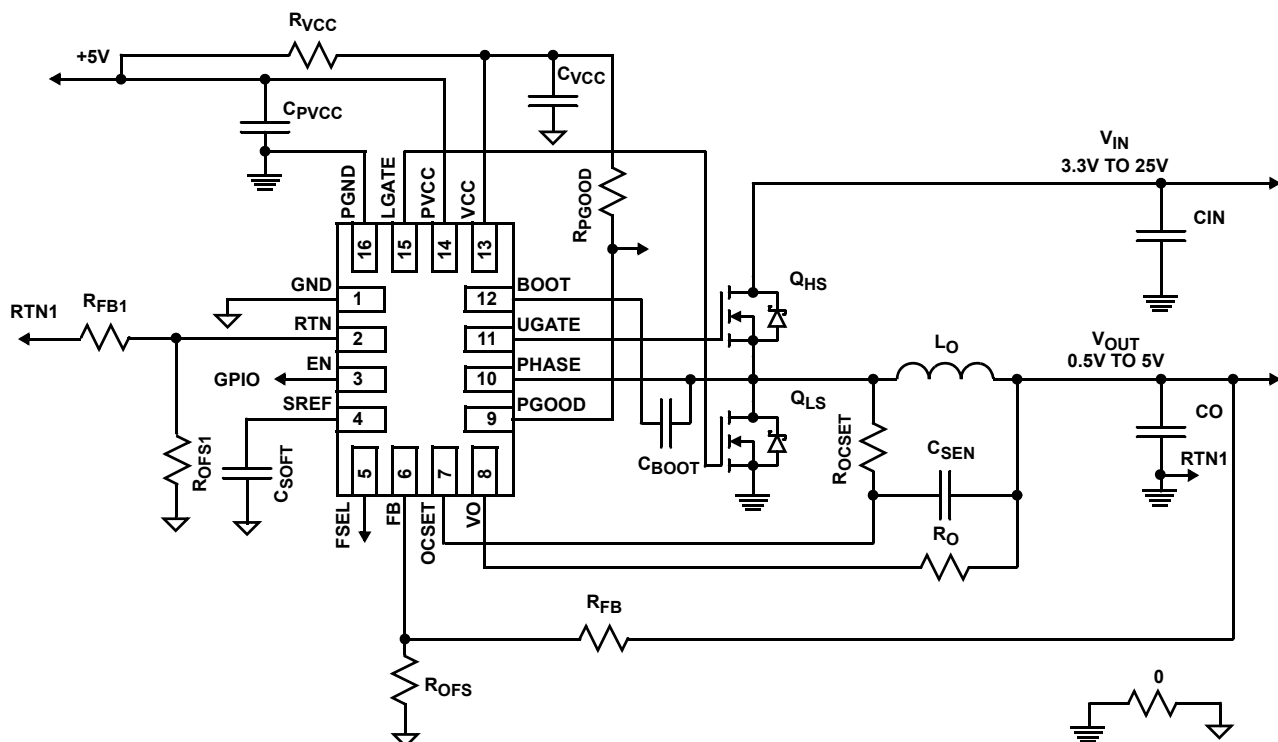 RVCC
+5V
CVCC
CPVCC
VIN
3.3V TO 25V
PGND
LGATE
PVCC
VCC
RPGOOD
CIN
16
15
14
13
GND
1
12
BOOT
QHS
RTN1
RFB1
RTN
2
11
UGATE
LO
VOUT
0.5V TO 5V
EN
GPIO
3
10
PHASE
QLS
SREF
4
9
PGOOD
CO
ROFS1
CSOFT
5
6
7
8
CBOOT
ROCSET
CSEN
RTN1
FSEL
FB
OCSET
VO
RO
RFB
ROFS
0